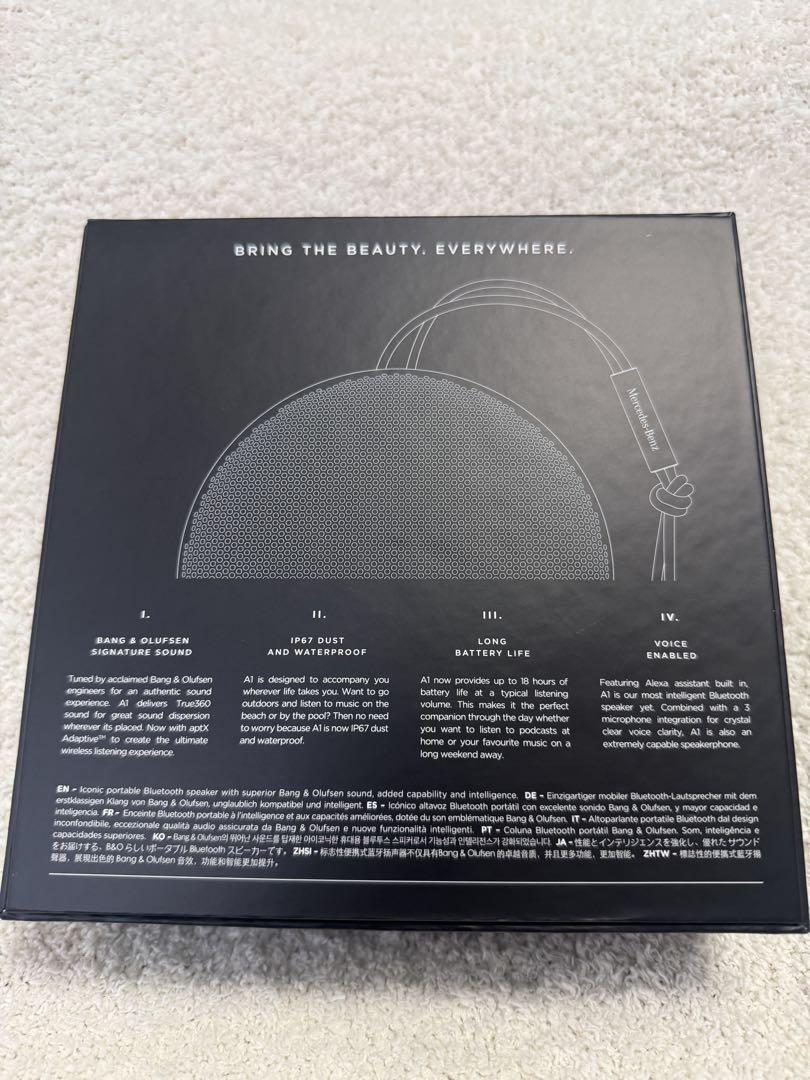 BRING THE BEAUTY. EVERYWHERE.
Mercedes-Benz
I.
BANG & OLUFSEN
SIGNATURE SOUND
Tuned by acclaimed Bang & Olufsen
engineers for an authentic sound
experience. A1 delivers True360
sound for great sound dispersion
wherever its placed. Now with aptX
Adaptive™ to create the ultimate
wireless listening experience.
II.
IP67 DUST
AND WATERPROOF
A1 is designed to accompany you
wherever life takes you. Want to go
outdoors and listen to music on the
beach or by the pool? Then no need
to worry because A1 is now IP67 dust
and waterproof.
III.
LONG
BATTERY LIFE
A1 now provides up to 18 hours of
battery life at a typical listening
volume. This makes it the perfect
companion through the day whether
you want to listen to podcasts at
home or your favourite music on a
long weekend away.
IV.
VOICE
ENABLED
Featuring Alexa assistant built in,
A1 is our most intelligent Bluetooth
speaker yet. Combined with a 3
microphone integration for crystal
clear voice clarity, A1 is also an
extremely capable speakerphone.
EN – Iconic portable Bluetooth speaker with superior Bang & Olufsen sound, added capability and intelligence. DE – Einzigartiger mobiler Bluetooth-Lautsprecher mit dem
erstklassigen Klang von Bang & Olufsen, unglaublich kompatibel und intelligent. ES – Icónico altavoz Bluetooth portátil con excelente sonido Bang & Olufsen, y mayor capacidad e
inteligencia. FR – Enceinte Bluetooth portable à l'intelligence et aux capacités améliorées, dotée du son emblématique Bang & Olufsen. IT – Altoparlante portatile Bluetooth dal design
inconfondibile, eccezionale qualità audio assicurata da Bang & Olufsen e nuove funzionalità intelligenti. PT – Coluna Bluetooth portátil Bang & Olufsen. Som, inteligência e
capacidades superiores. KO – Bang & Olufsen의 뛰어난 사운드를 탑재한 아이코닉한 휴대용 블루투스 스피커로서 기능성과 인텔리전스가 강화되었습니다. JA – 性能とインテリジェンスを強化し、優れたサウンド
をお届けする、B&O らしいポータブル Bluetooth スピーカーです。 ZHSI – 标志性便携式蓝牙扬声器不仅具有Bang & Olufsen 的卓越音质，并且更多功能，更加智能。 ZHTW – 標誌性的便攜式藍牙揚
聲器，展現出色的 Bang & Olufsen 音效，功能和智能更加提升。